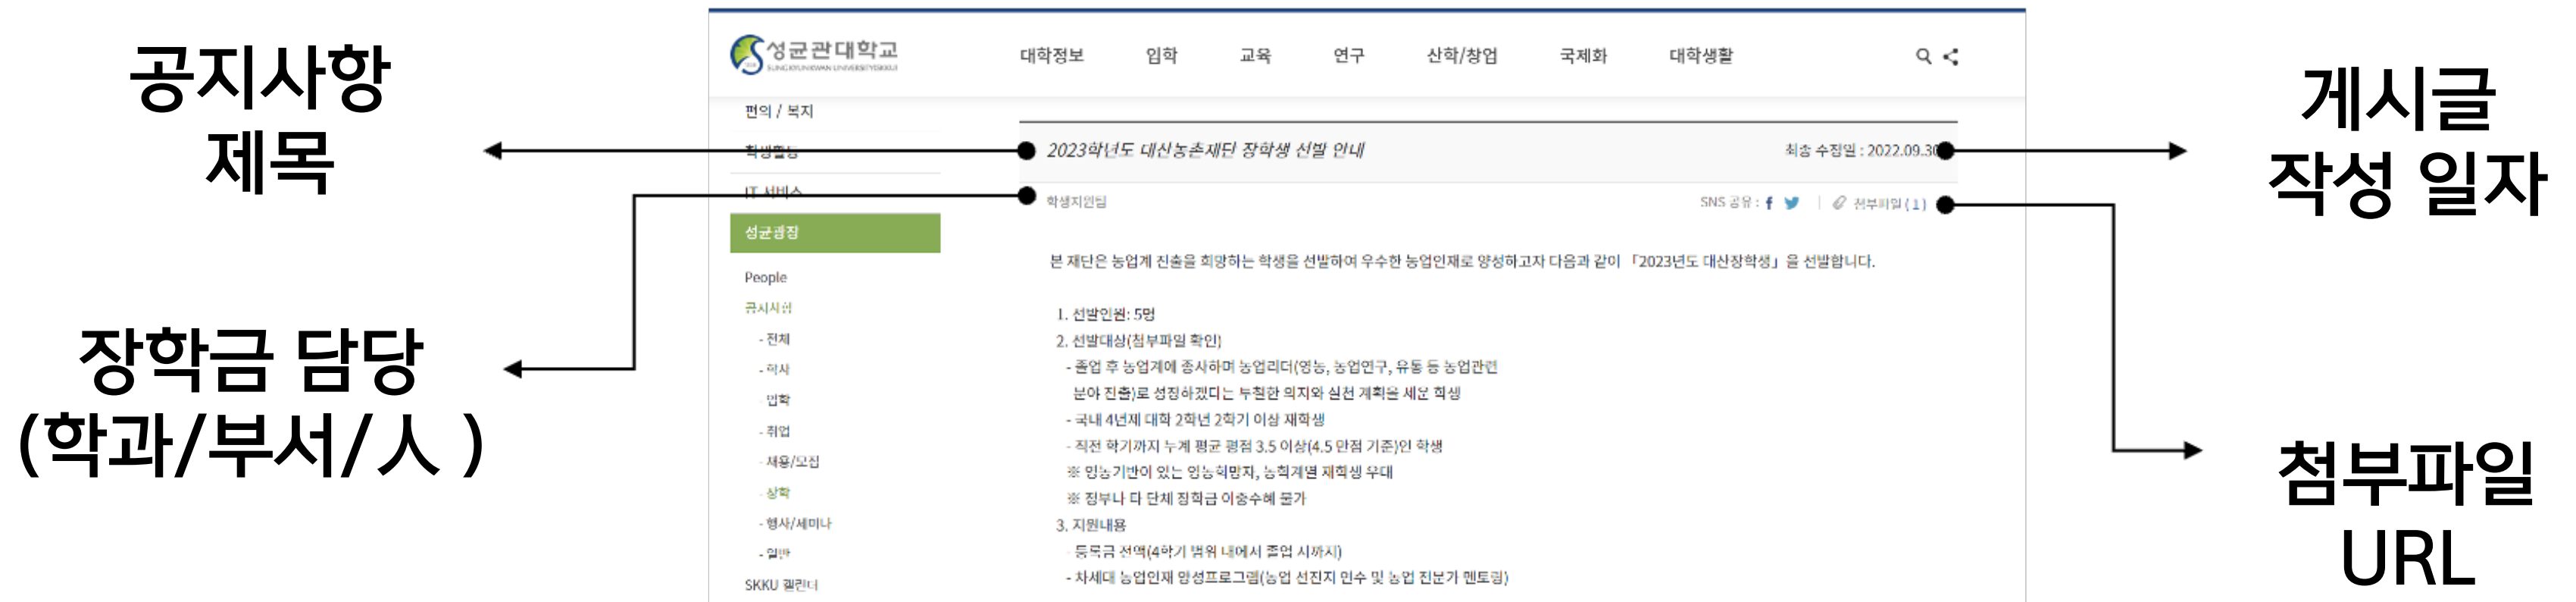 공지사항
제목
장학금 담당
(학과/부서/人 )
성균관대학교
SUNGKYUNKWAN UNIVERSITY(SKKU)
대학정보 입학 교육 연구 산학/창업 국제화 대학생활
편의 / 복지
학생활동
IT 서비스
성균광장
People
공지사항
- 전체
- 학사
- 입학
- 취업
- 채용/모집
- 장학
- 행사/세미나
- 일반
SKKU 캘린더
2023학년도 대산농촌재단 장학생 선발 안내
최종 수정일 : 2022.09.30
학생지원팀
SNS 공유 : f 첨부파일 ( 1 )
본 재단은 농업계 진출을 희망하는 학생을 선발하여 우수한 농업인재로 양성하고자 다음과 같이 「2023년도 대산장학생」을 선발합니다.
1. 선발인원: 5명
2. 선발대상(첨부파일 확인)
- 졸업 후 농업계에 종사하며 농업리더(영농, 농업연구, 유통 등 농업관련
분야 진출)로 성장하겠다는 투철한 의지와 실천 계획을 세운 학생
- 국내 4년제 대학 2학년 2학기 이상 재학생
- 직전 학기까지 누계 평균 평점 3.5 이상(4.5 만점 기준)인 학생
※ 영농기반이 있는 영농희망자, 농학계열 재학생 우대
※ 정부나 타 단체 장학금 이중수혜 불가
3. 지원내용
- 등록금 전액(4학기 범위 내에서 졸업 시까지)
- 차세대 농업인재 양성프로그램(농업 선진지 연수 및 농업 전문가 멘토링)
게시글
작성 일자
첨부파일
URL